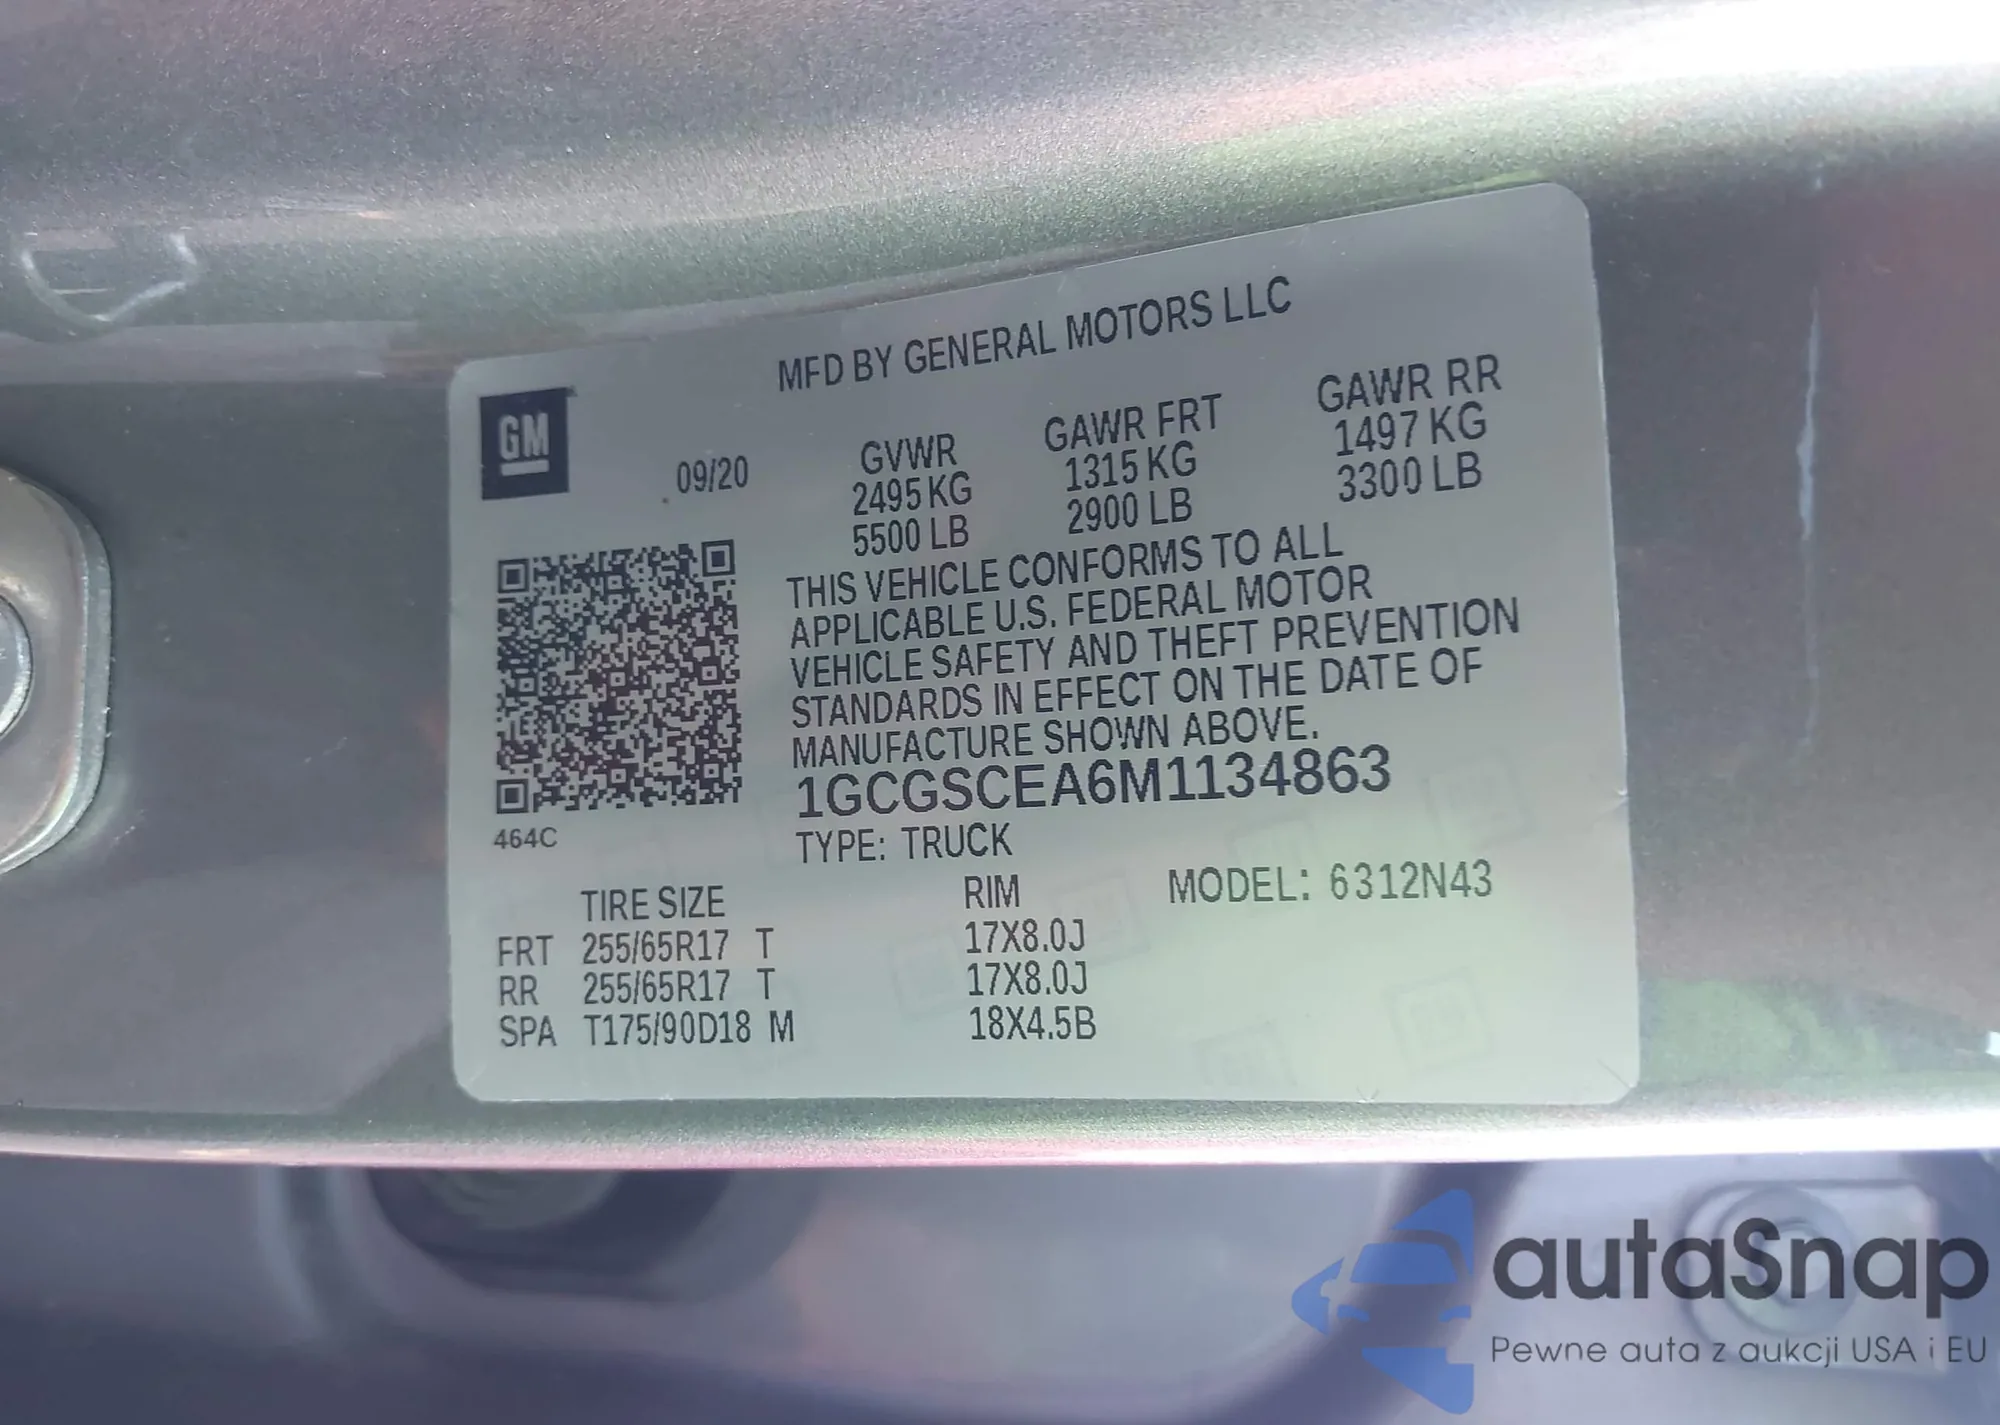 MFD BY GENERAL MOTORS LLC
GM
09/20
GVWR GAWR FRT GAWR RR
2495 KG 1315 KG 1497 KG
5500 LB 2900 LB 3300 LB
THIS VEHICLE CONFORMS TO ALL
APPLICABLE U.S. FEDERAL MOTOR
VEHICLE SAFETY AND THEFT PREVENTION
STANDARDS IN EFFECT ON THE DATE OF
MANUFACTURE SHOWN ABOVE.
1GCGSCEA6M1134863
464C
TYPE: TRUCK
TIRE SIZE RIM MODEL: 6312N43
FRT 255/65R17 T 17X8.0J
RR 255/65R17 T 17X8.0J
SPA T175/90D18 M 18X4.5B
autaSnap
Pewne auta z aukcji USA i EU